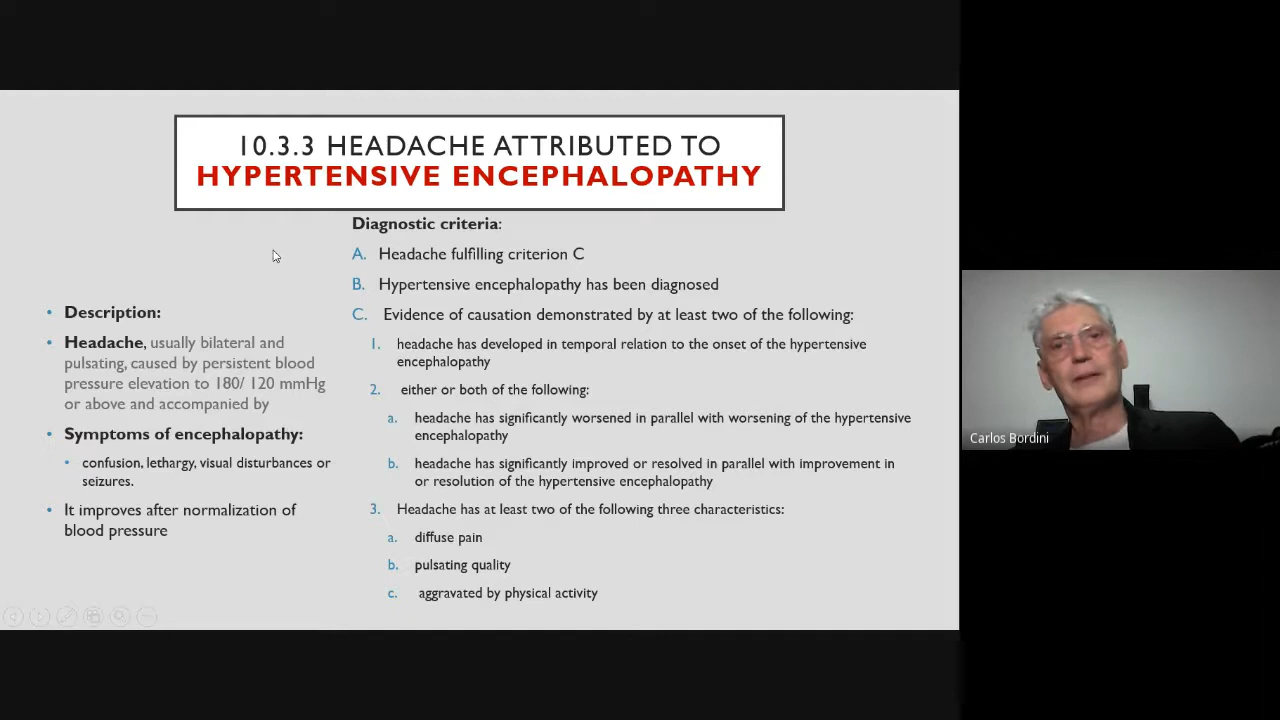 10.3.3 HEADACHE ATTRIBUTED TO
HYPERTENSIVE ENCEPHALOPATHY
• Description:
• Headache, usually bilateral and
pulsating, caused by persistent blood
pressure elevation to 180/ 120 mmHg
or above and accompanied by
• Symptoms of encephalopathy:
• confusion, lethargy, visual disturbances or
seizures.
• It improves after normalization of
blood pressure
Diagnostic criteria:
A. Headache fulfilling criterion C
B. Hypertensive encephalopathy has been diagnosed
C. Evidence of causation demonstrated by at least two of the following:
1. headache has developed in temporal relation to the onset of the hypertensive
encephalopathy
2. either or both of the following:
a. headache has significantly worsened in parallel with worsening of the hypertensive
encephalopathy
b. headache has significantly improved or resolved in parallel with improvement in
or resolution of the hypertensive encephalopathy
3. Headache has at least two of the following three characteristics:
a. diffuse pain
b. pulsating quality
c. aggravated by physical activity
Carlos Bordini